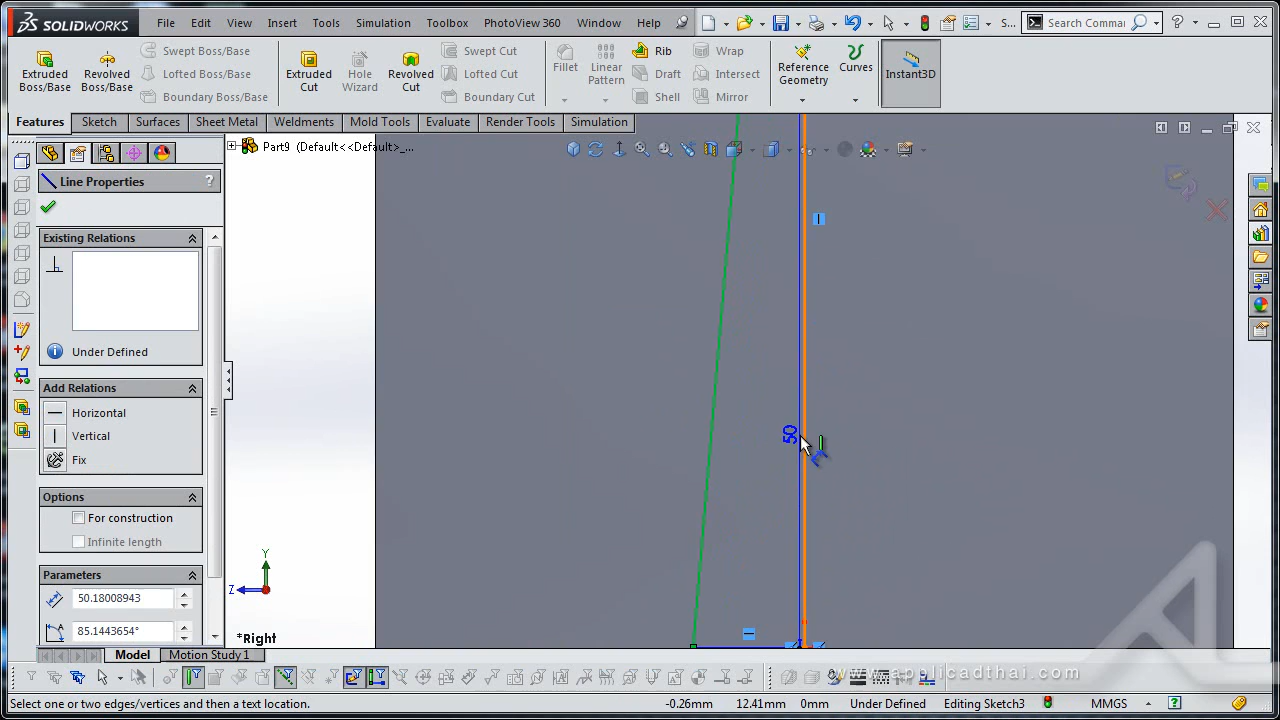 SOLIDWORKS File Edit View Insert Tools Simulation Toolbox PhotoView 360 Window Help S... Search Commar ?
Extruded Boss/Base
Revolved Boss/Base
Swept Boss/Base
Lofted Boss/Base
Boundary Boss/Base
Extruded Cut
Hole Wizard
Revolved Cut
Swept Cut
Lofted Cut
Boundary Cut
Fillet
Linear Pattern
Rib
Draft
Shell
Wrap
Intersect
Mirror
Reference Geometry
Curves
Instant3D
Features Sketch Surfaces Sheet Metal Weldments Mold Tools Evaluate Render Tools Simulation
Part9 (Default<<Default>_...
Line Properties ?
Existing Relations
Under Defined
Add Relations
Horizontal
Vertical
Fix
Options
For construction
Infinite length
Parameters
50.18008943
85.1443654°
50
Y
Z
*Right
Model Motion Study 1
www.applicadthai.com
Select one or two edges/vertices and then a text location. -0.26mm 12.41mm 0mm Under Defined Editing Sketch3 MMGS ?